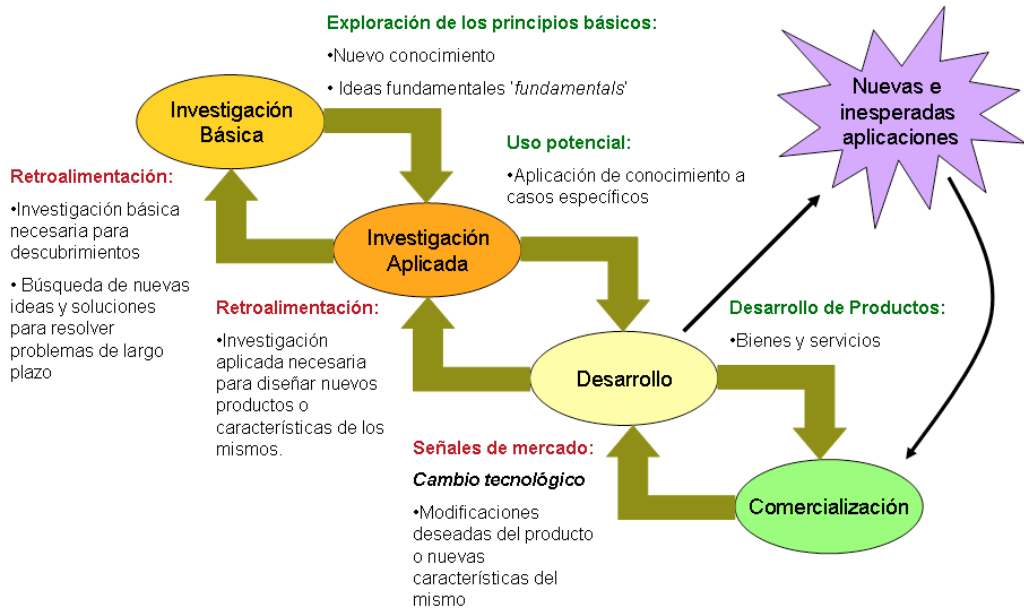 Exploración de los principios básicos:
•Nuevo conocimiento
• Ideas fundamentales 'fundamentals'
Investigación
Básica
Nuevas e
inesperadas
aplicaciones
Uso potencial:
•Aplicación de conocimiento a
casos específicos
Retroalimentación:
•Investigación básica
necesaria para
descubrimientos
• Búsqueda de nuevas
ideas y soluciones
para resolver
problemas de largo
plazo
Investigación
Aplicada
Retroalimentación:
•Investigación
aplicada necesaria
para diseñar nuevos
productos o
características de los
mismos.
Desarrollo de Productos:
•Bienes y servicios
Desarrollo
Señales de mercado:
Cambio tecnológico
•Modificaciones
deseadas del producto
o nuevas
características del
mismo
Comercialización